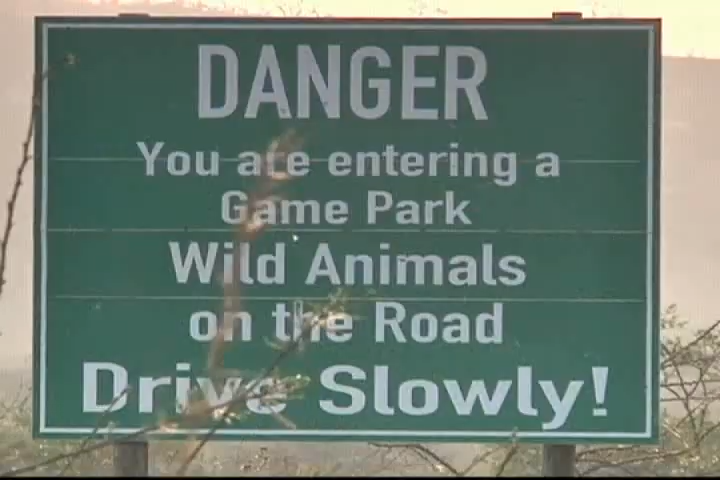 DANGER
You are entering a
Game Park
Wild Animals
on the Road
Drive Slowly!